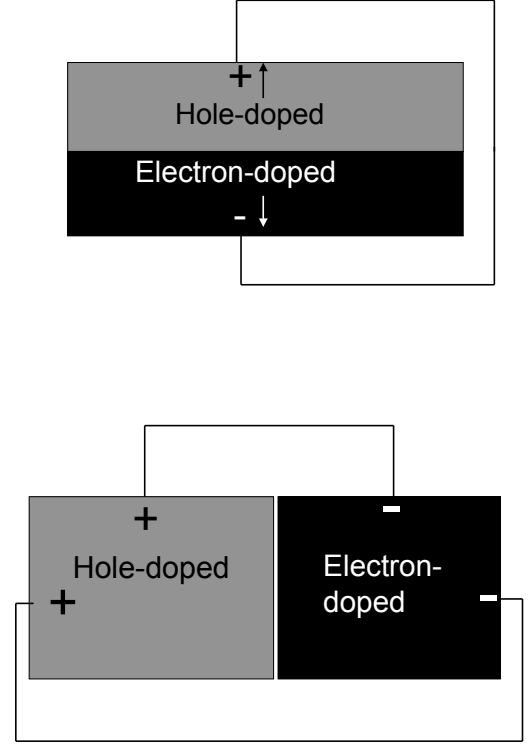 +
Hole-doped
Electron-doped
-
+ -
Hole-doped Electron-
doped
+ -